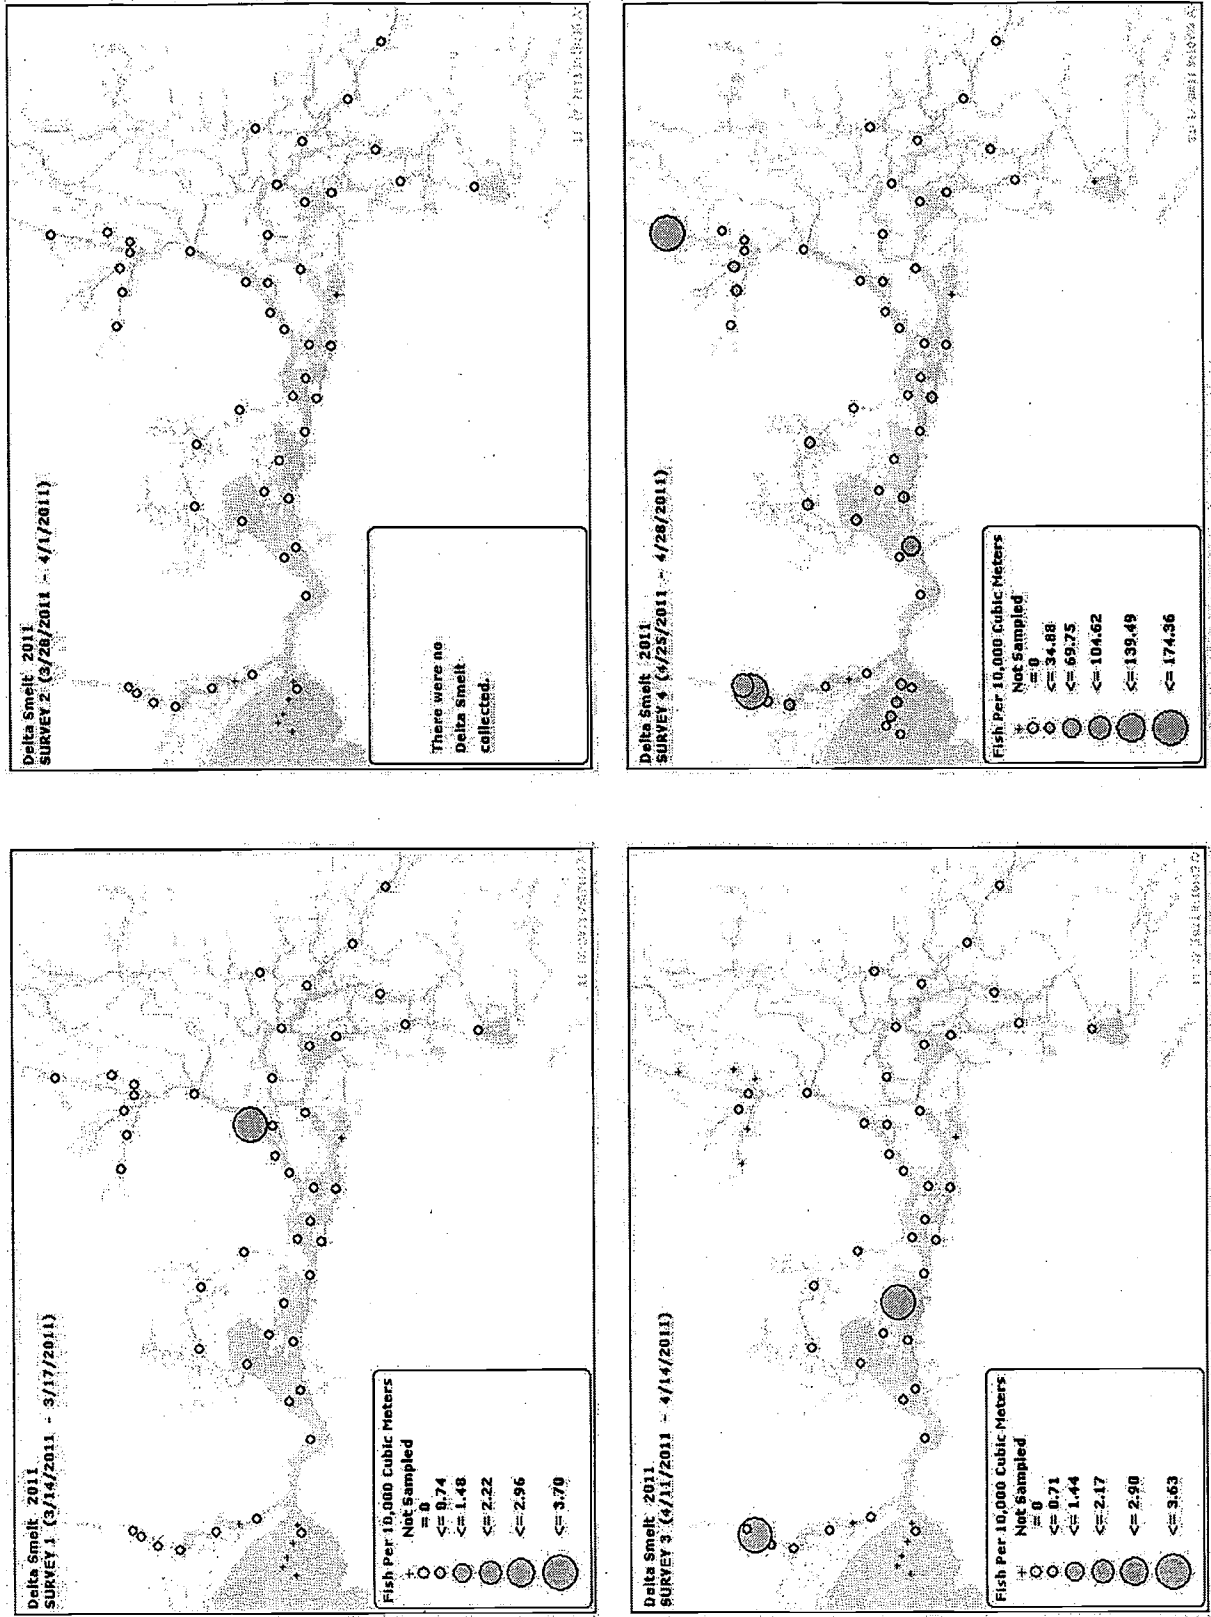 Delta Smelt 2011
SURVEY 1 (3/14/2011 - 3/17/2011)
Fish Per 10,000 Cubic Meters
Not Sampled
= 0
<= 0.74
<= 1.48
<= 2.22
<= 2.96
<= 3.70
Delta Smelt 2011
SURVEY 2 (3/28/2011 - 4/1/2011)
There were no
Delta Smelt
collected.
Delta Smelt 2011
SURVEY 3 (4/11/2011 - 4/14/2011)
Fish Per 10,000 Cubic Meters
Not Sampled
= 0
<= 0.71
<= 1.44
<= 2.17
<= 2.90
<= 3.63
Delta Smelt 2011
SURVEY 4 (4/25/2011 - 4/28/2011)
Fish Per 10,000 Cubic Meters
Not Sampled
= 0
<= 34.88
<= 69.75
<= 104.62
<= 139.49
<= 174.36